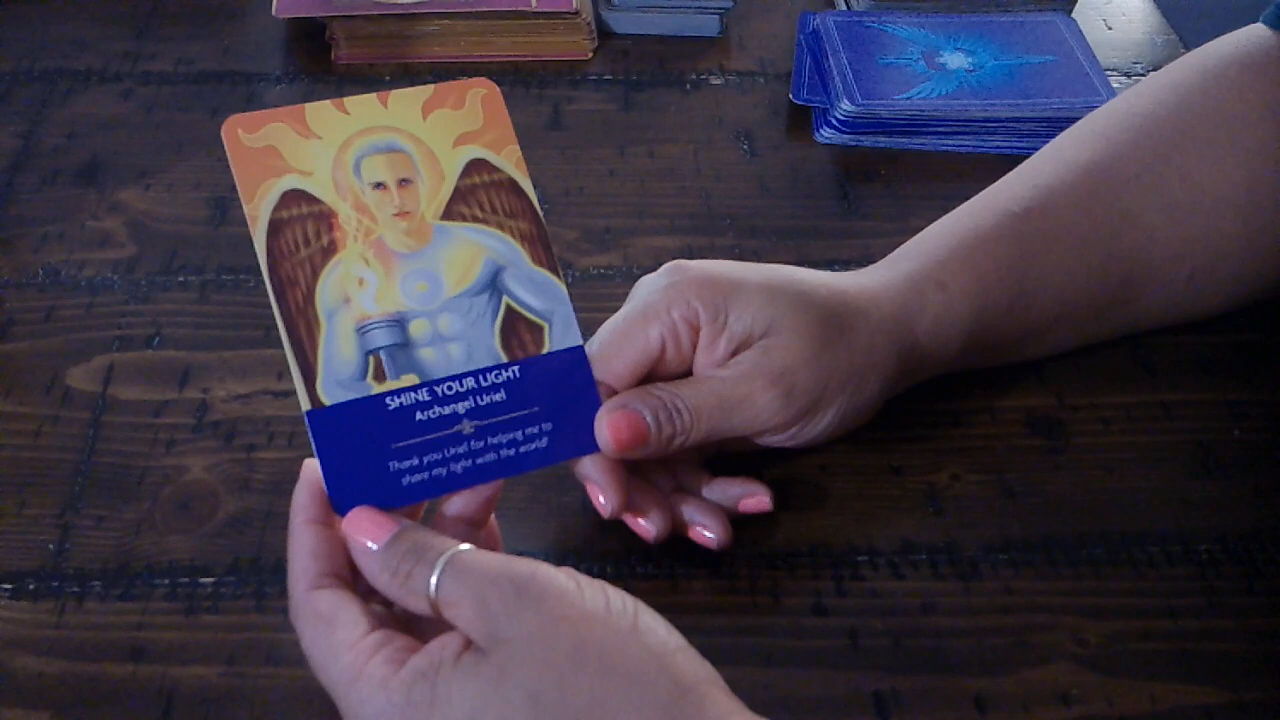 SHINE YOUR LIGHT
Archangel Uriel
Thank you Uriel for helping me to
share my light with the world!